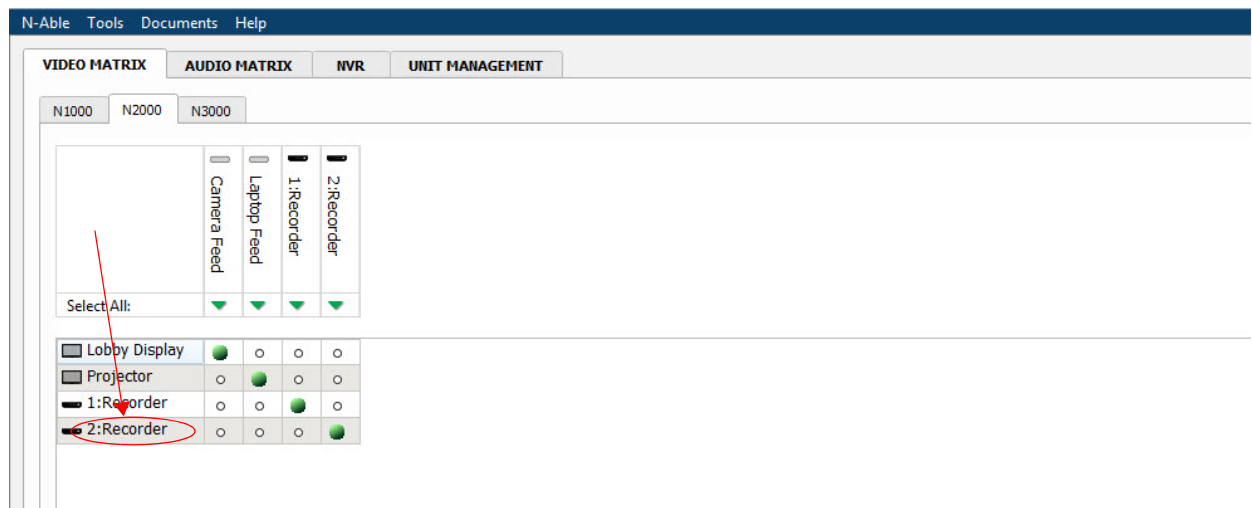 N-Able Tools Documents Help
VIDEO MATRIX AUDIO MATRIX NVR UNIT MANAGEMENT
N1000 N2000 N3000
Camera Feed
Laptop Feed
1:Recorder
2:Recorder
Select All:
Lobby Display
Projector
1:Recorder
2:Recorder